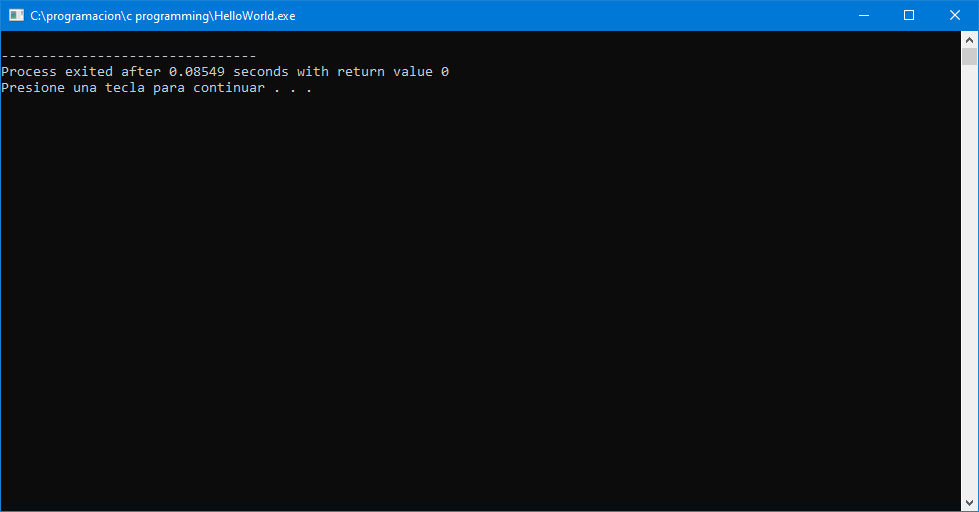 C:\programacion\c programming\HelloWorld.exe
--------------------------------
Process exited after 0.08549 seconds with return value 0
Presione una tecla para continuar . . .